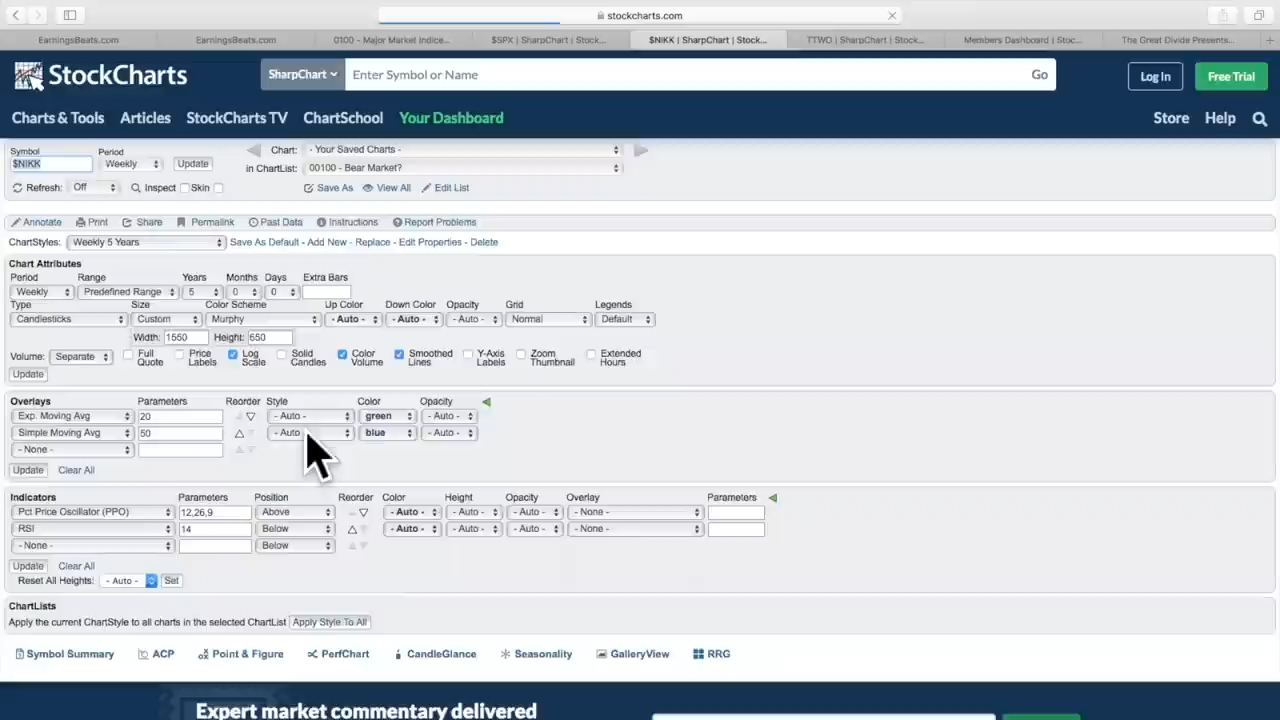 stockcharts.com
EarningsBeats.com
EarningsBeats.com
0100 - Major Market Indice...
$SPX | SharpChart | Stock...
$NIKK | SharpChart | Stock...
TTWO | SharpChart | Stock...
Members Dashboard | Stoc...
The Great Divide Presents...
StockCharts
SharpChart
Enter Symbol or Name
Go
Log In
Free Trial
Charts & Tools
Articles
StockCharts TV
ChartSchool
Your Dashboard
Store
Help
Symbol
Period
Chart:
- Your Saved Charts -
$NIKK
Weekly
Update
in ChartList:
00100 - Bear Market?
Refresh:
Off
Inspect
Skin
Save As
View All
Edit List
Annotate
Print
Share
Permalink
Past Data
Instructions
Report Problems
ChartStyles:
Weekly 5 Years
Save As Default - Add New - Replace - Edit Properties - Delete
Chart Attributes
Period Range Years Months Days Extra Bars
Weekly Predefined Range 5 0 0
Type Size Color Scheme Up Color Down Color Opacity Grid Legends
Candlesticks Custom Murphy - Auto - - Auto - - Auto - Normal Default
Width: 1550 Height: 650
Volume: Separate Full Quote Price Labels Log Scale Solid Candles Color Volume Smoothed Lines Y-Axis Labels Zoom Thumbnail Extended Hours
Update
Overlays Parameters Reorder Style Color Opacity
Exp. Moving Avg 20 - Auto - green - Auto -
Simple Moving Avg 50 - Auto blue - Auto -
- None -
Update Clear All
Indicators Parameters Position Reorder Color Height Opacity Overlay Parameters
Pct Price Oscillator (PPO) 12,26,9 Above - Auto - - Auto - - Auto - - None -
RSI 14 Below - Auto - - Auto - - Auto - - None -
- None - Below
Update Clear All
Reset All Heights: - Auto - Set
ChartLists
Apply the current ChartStyle to all charts in the selected ChartList Apply Style To All
Symbol Summary
ACP
Point & Figure
PerfChart
CandleGlance
Seasonality
GalleryView
RRG
Expert market commentary delivered